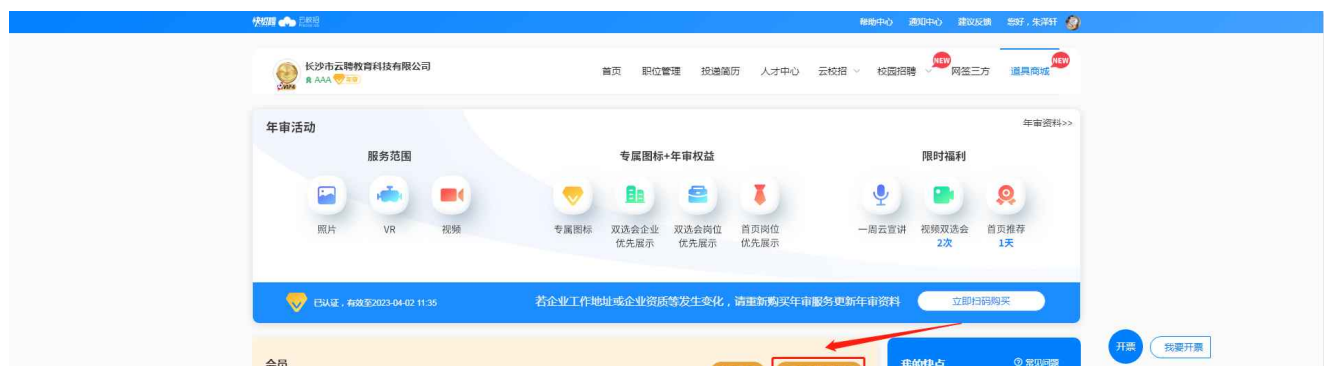 快招聘 云校招
帮助中心 通知中心 建议反馈 您好，朱洋轩
长沙市云聘教育科技有限公司
AAA 年审
首页 职位管理 投递简历 人才中心 云校招 校园招聘 NEW 网签三方 道具商城 NEW
年审活动
年审资料>>
服务范围 专属图标+年审权益 限时福利
照片 VR 视频 专属图标 双选会企业 双选会岗位 首页岗位 一周云宣讲 视频双选会 首页推荐
优先展示 优先展示 优先展示 2次 1天
已认证，有效至2023-04-02 11:35
若企业工作地址或企业资质等发生变化，请重新购买年审服务更新年审资料
立即扫码购买
会员
我的快点
常见问题
开票 我要开票